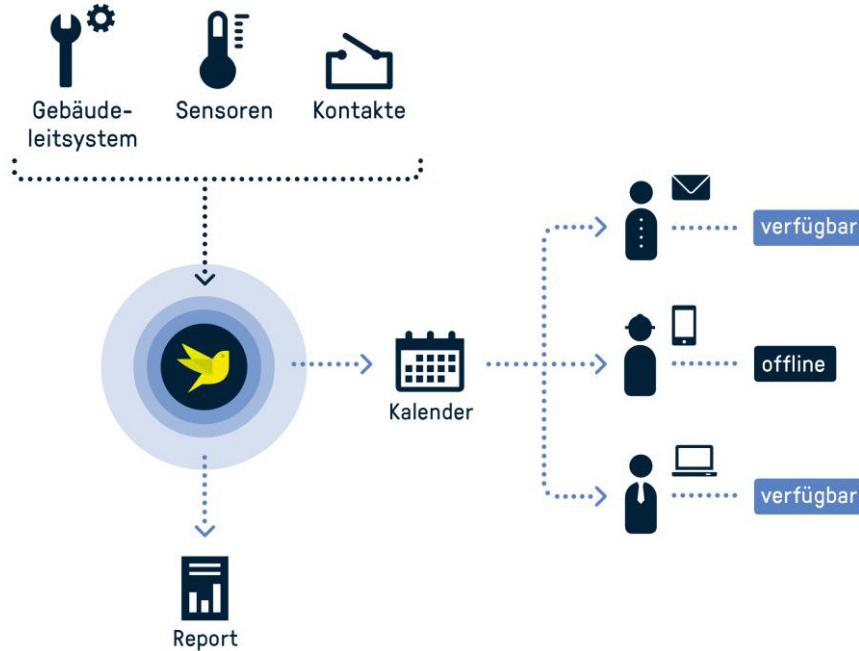 Gebäude-
leitsystem
Sensoren
Kontakte
verfügbar
offline
Kalender
verfügbar
Report